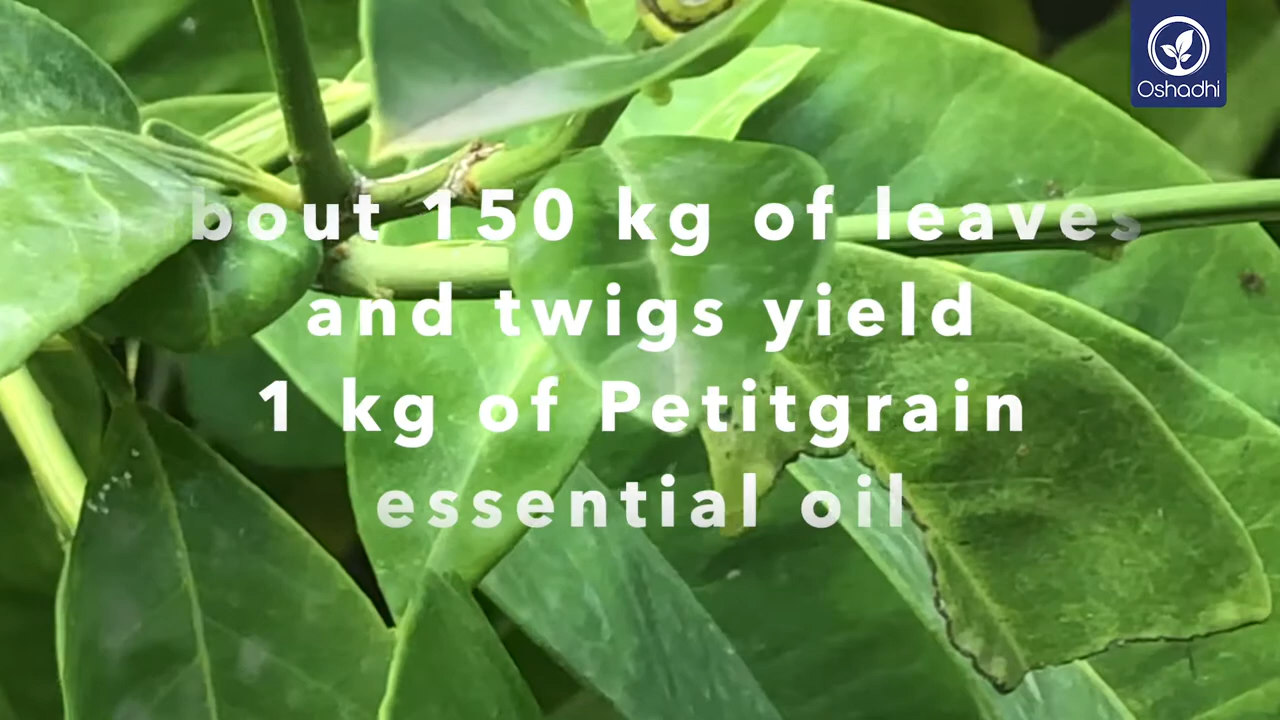 Oshadhi
bout 150 kg of leaves
and twigs yield
1 kg of Petitgrain
essential oil